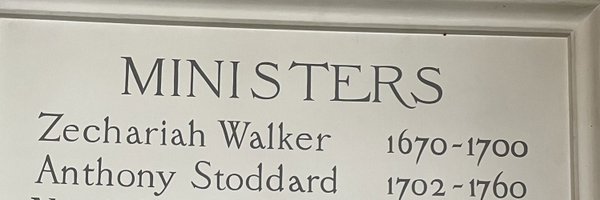 MINISTERS
Zechariah Walker 1670-1700
Anthony Stoddard 1702-1760